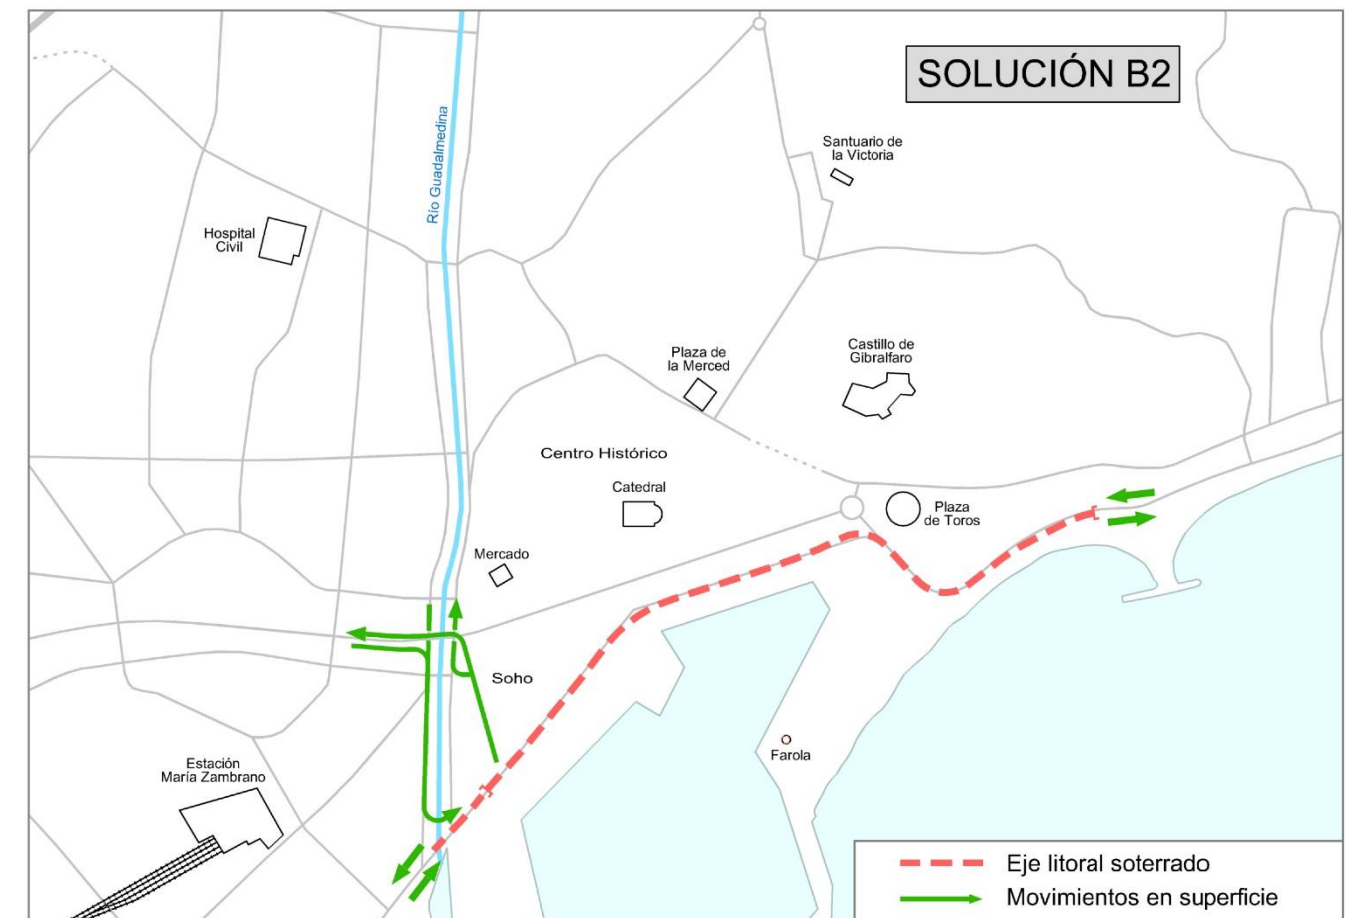 SOLUCIÓN B2
Río Guadalmedina
Santuario de
la Victoria
Hospital
Civil
Plaza de
la Merced
Castillo de
Gibralfaro
Centro Histórico
Catedral
Plaza
de Toros
Mercado
Soho
Estación
María Zambrano
Farola
Eje litoral soterrado
Movimientos en superficie